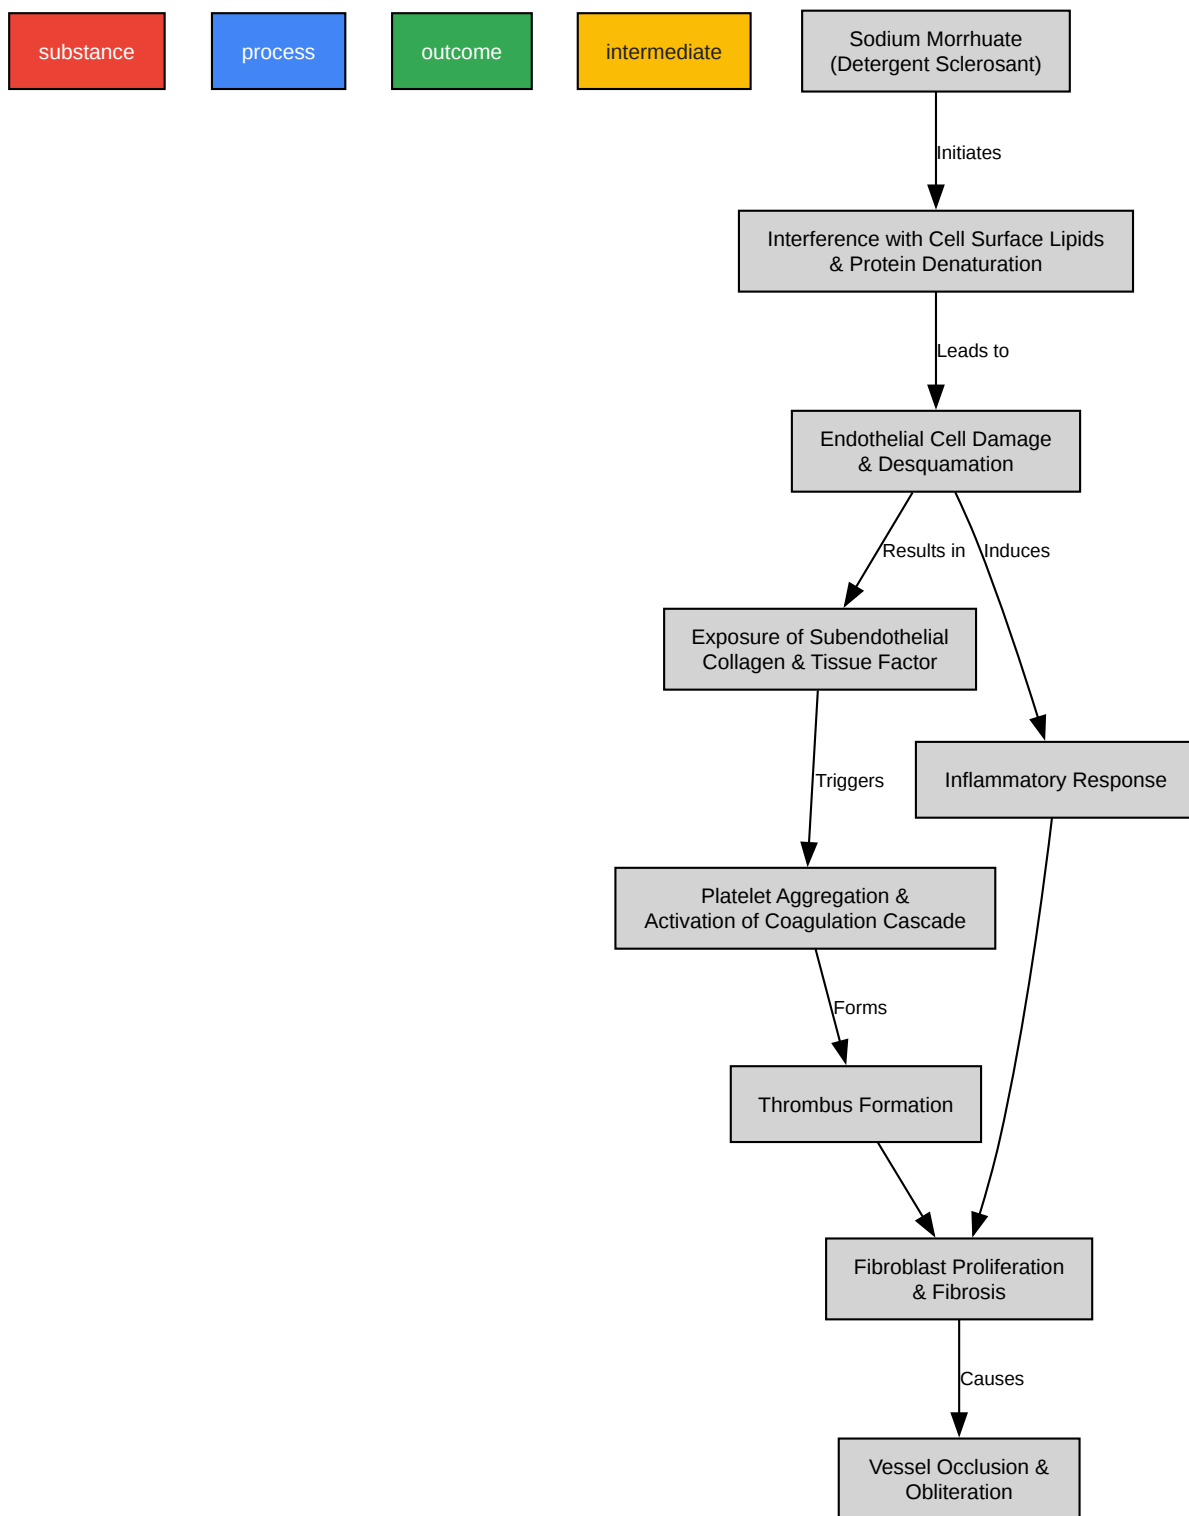 substance
process
outcome
intermediate
Sodium Morrhuate
(Detergent Sclerosant)
Initiates
Interference with Cell Surface Lipids
& Protein Denaturation
Leads to
Endothelial Cell Damage
& Desquamation
Results in
Induces
Exposure of Subendothelial
Collagen & Tissue Factor
Triggers
Inflammatory Response
Platelet Aggregation &
Activation of Coagulation Cascade
Forms
Thrombus Formation
Fibroblast Proliferation
& Fibrosis
Causes
Vessel Occlusion &
Obliteration